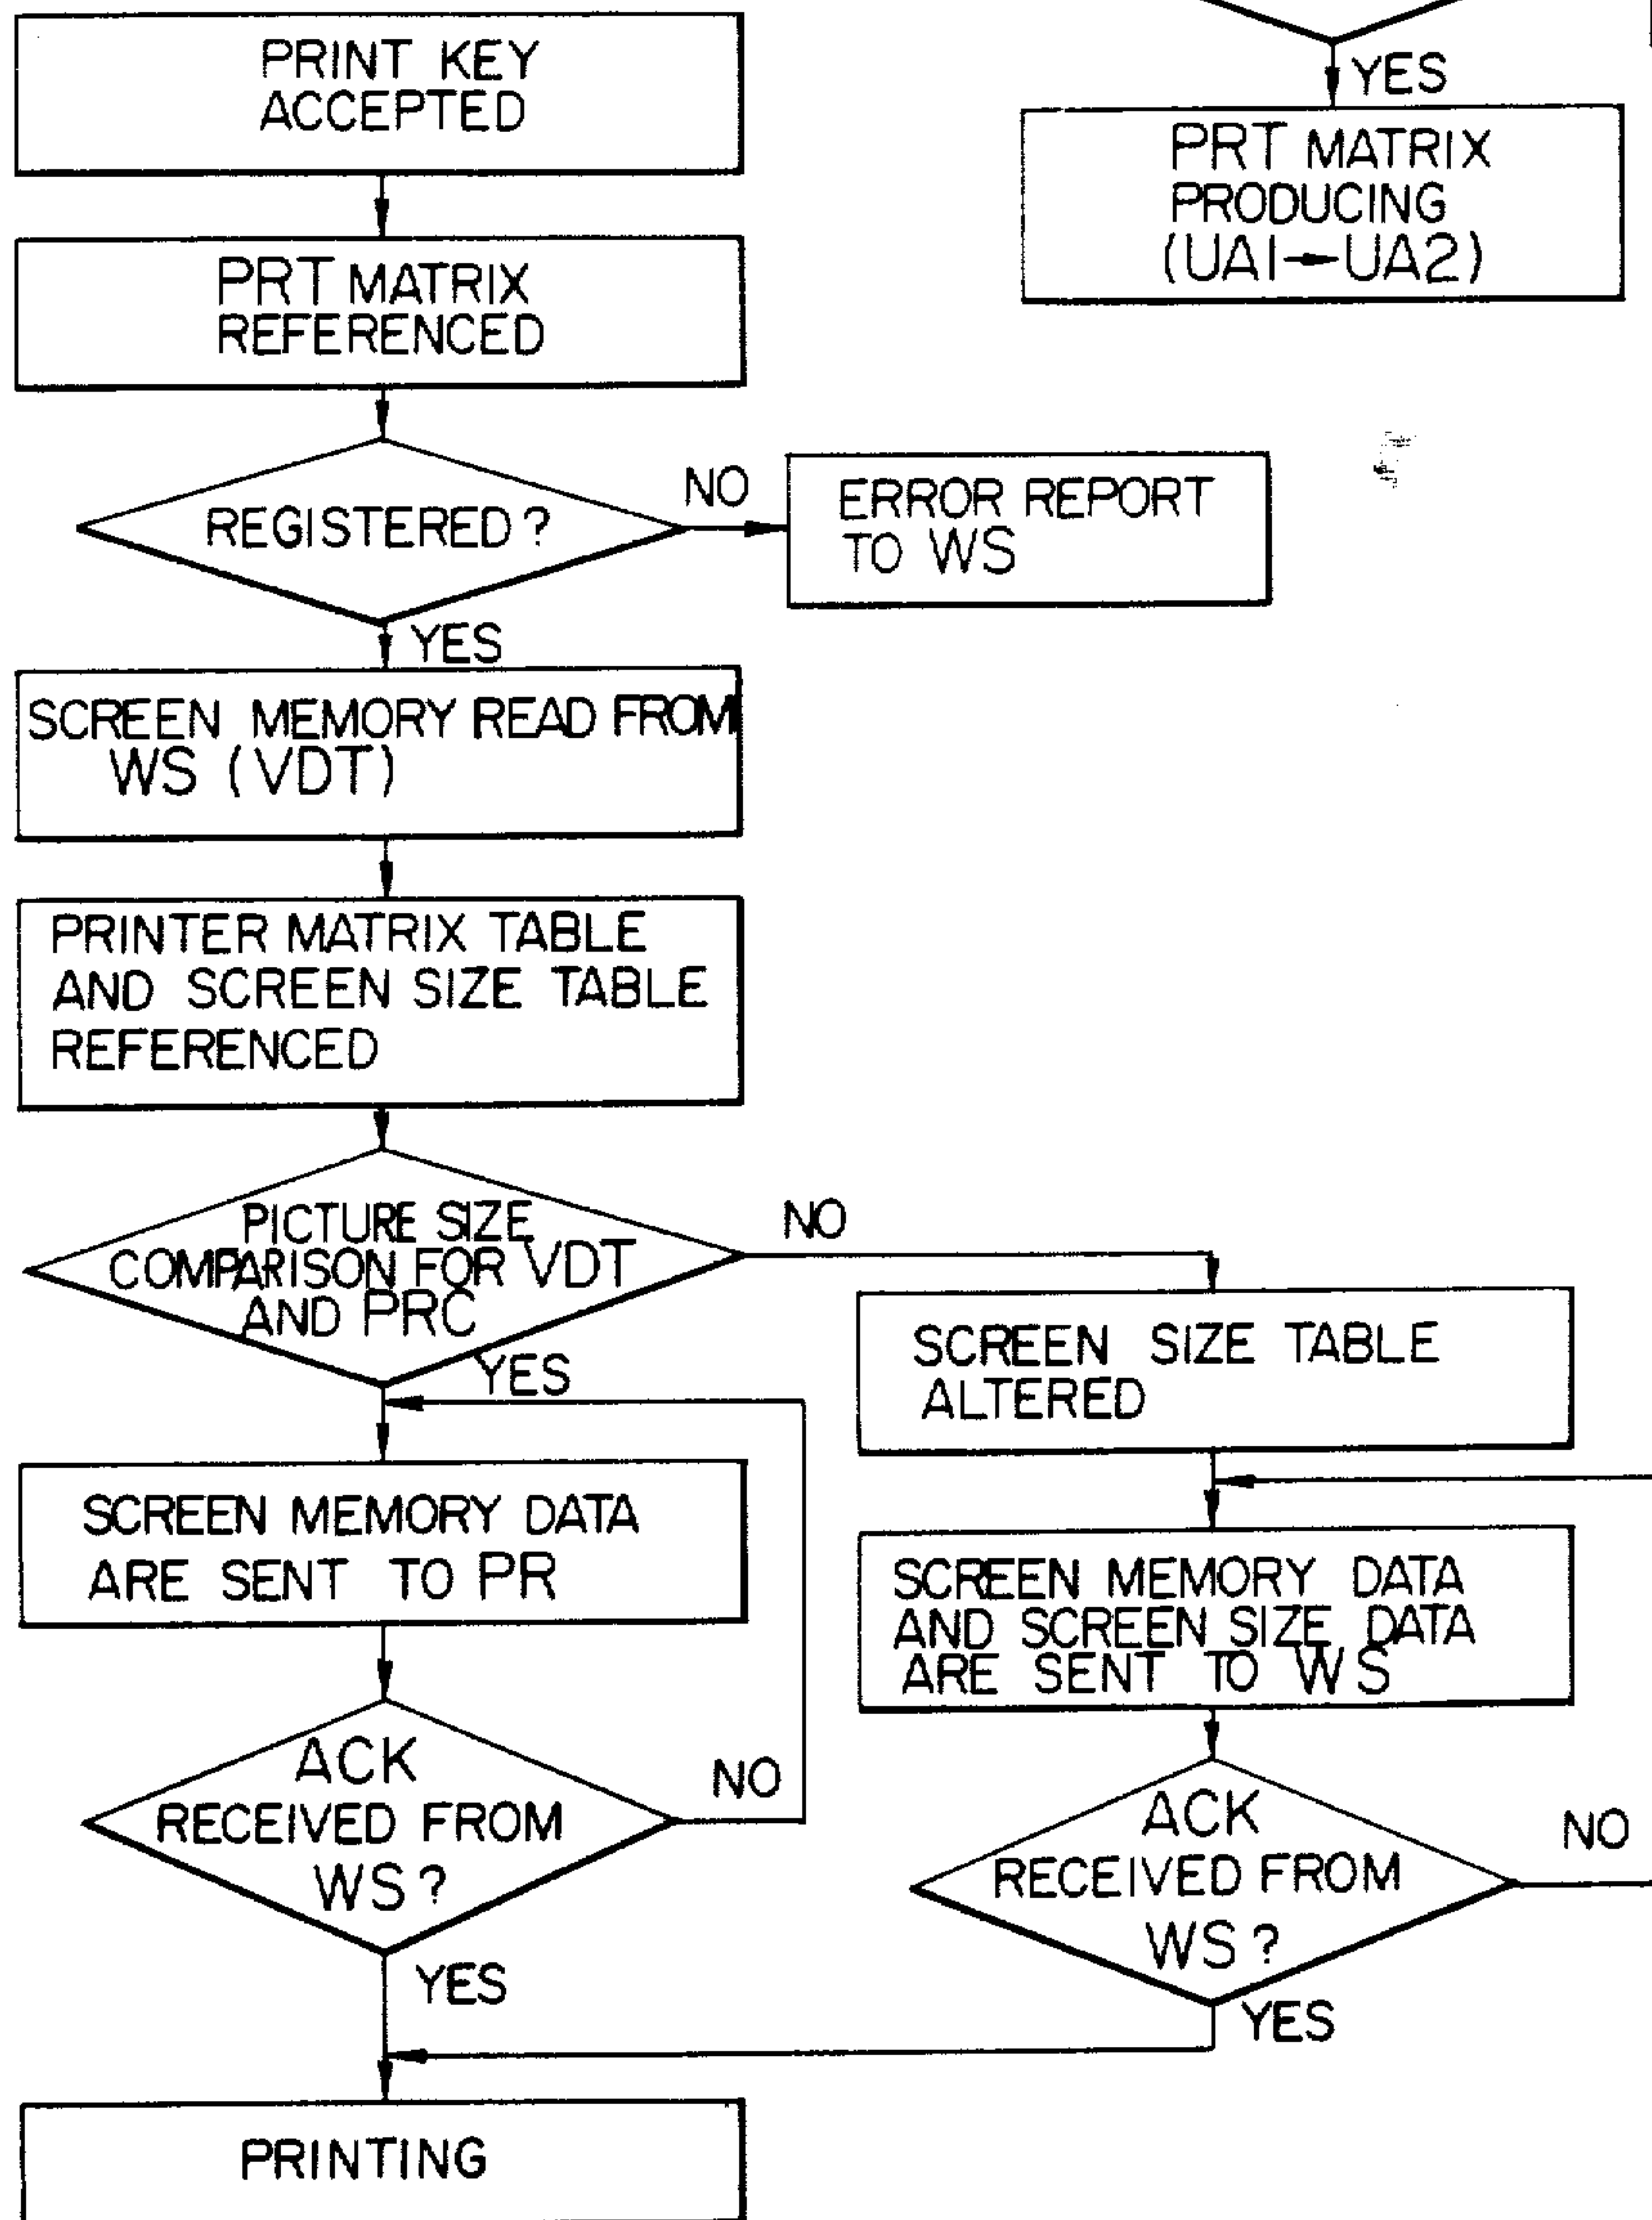 PRINT KEY
ACCEPTED
YES
PRT MATRIX
PRODUCING
(UA1→UA2)
PRT MATRIX
REFERENCED
REGISTERED?
NO
ERROR REPORT
TO WS
YES
SCREEN MEMORY READ FROM
WS (VDT)
PRINTER MATRIX TABLE
AND SCREEN SIZE TABLE
REFERENCED
PICTURE SIZE
COMPARISON FOR VDT
AND PRC
NO
YES
SCREEN SIZE TABLE
ALTERED
SCREEN MEMORY DATA
ARE SENT TO PR
SCREEN MEMORY DATA
AND SCREEN SIZE DATA
ARE SENT TO WS
ACK
RECEIVED FROM
WS?
NO
YES
ACK
RECEIVED FROM
WS?
NO
YES
PRINTING